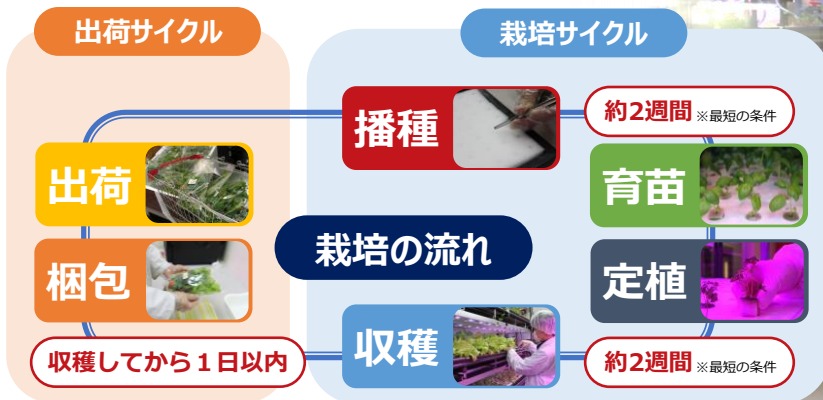 出荷サイクル
栽培サイクル
播種
約2週間 ※最短の条件
出荷
育苗
栽培の流れ
梱包
定植
収穫してから1日以内
収穫
約2週間 ※最短の条件